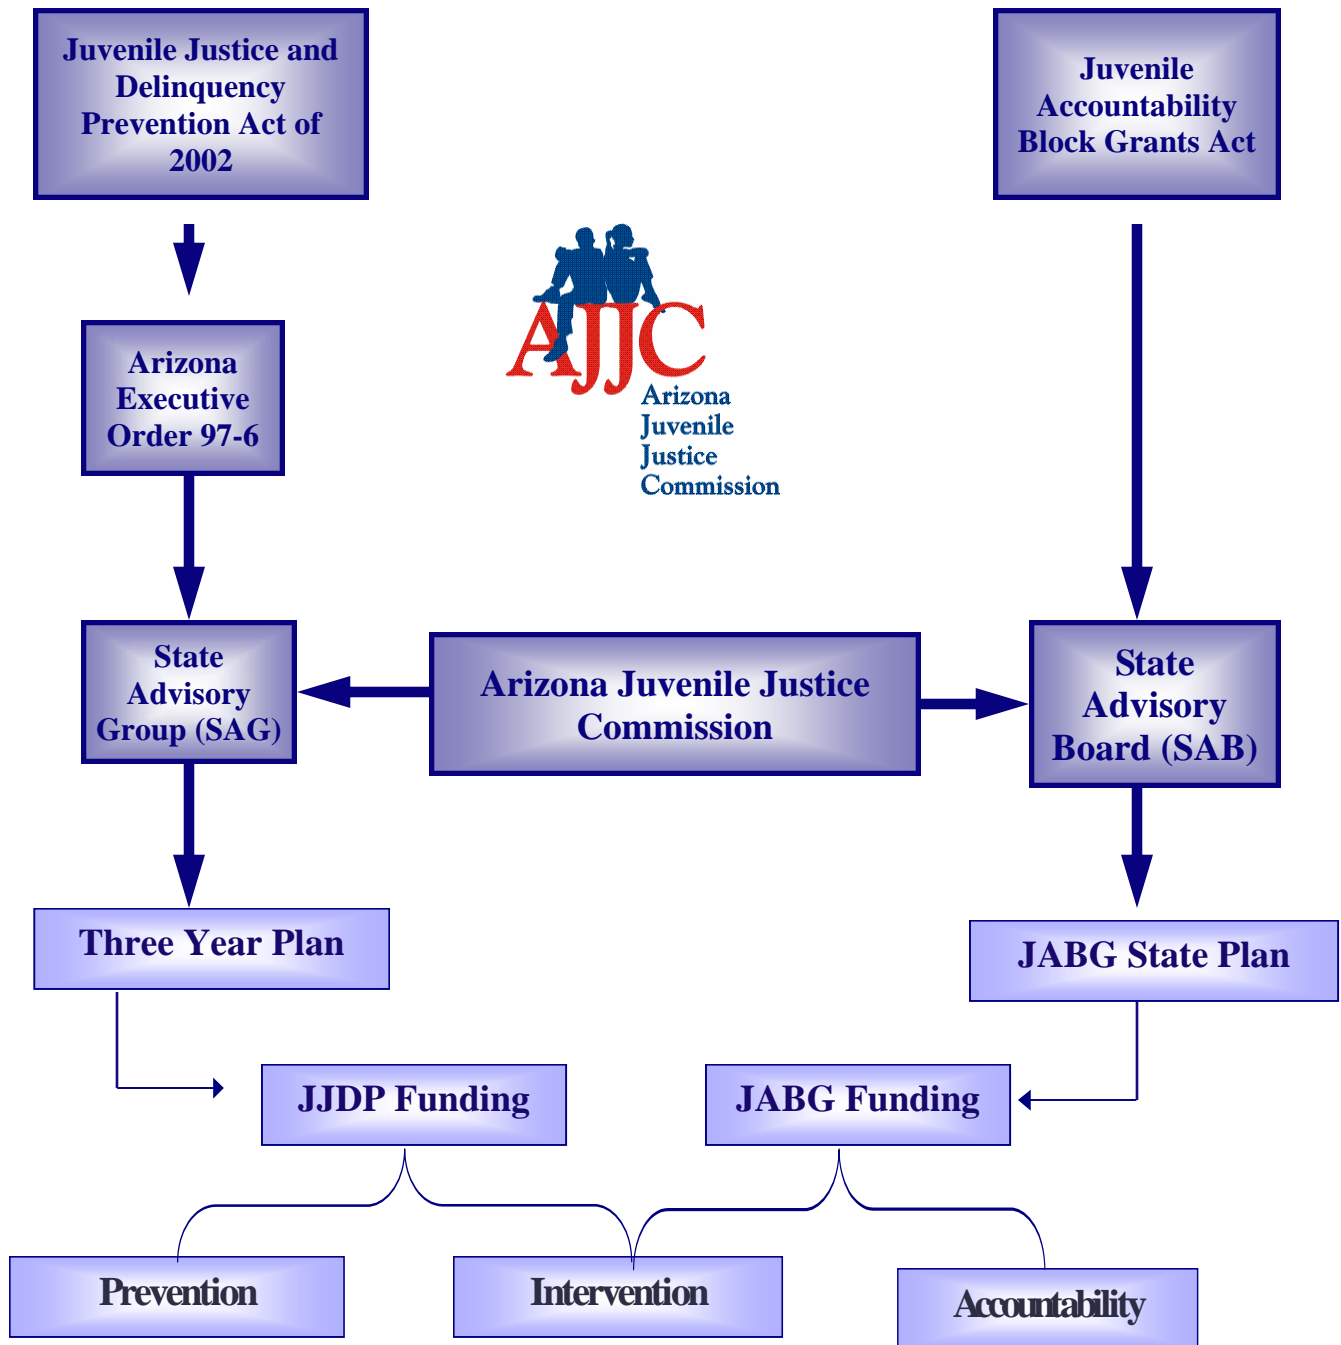 Juvenile Justice and
Delinquency
Prevention Act of
2002
Juvenile
Accountability
Block Grants Act
AJJC
Arizona
Juvenile
Justice
Commission
Arizona
Executive
Order 97-6
State
Advisory
Group (SAG)
Arizona Juvenile Justice
Commission
State
Advisory
Board (SAB)
Three Year Plan
JABG State Plan
JJDP Funding
JABG Funding
Prevention
Intervention
Accountability